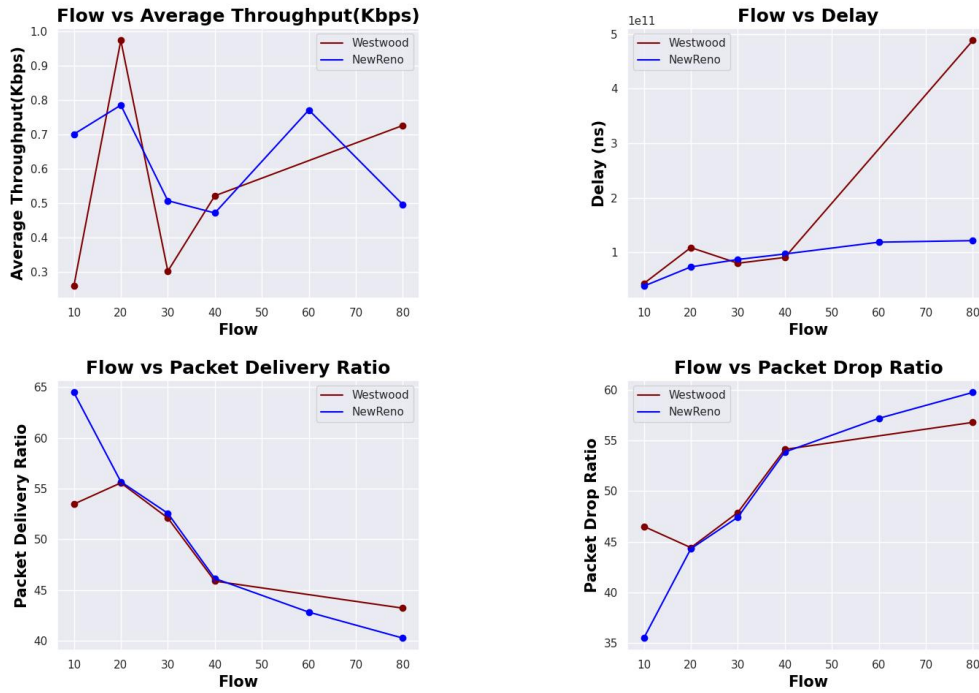 Flow vs Average Throughput(Kbps)
Average Throughput(Kbps)
1.0
0.9
0.8
0.7
0.6
0.5
0.4
0.3
Westwood
NewReno
10 20 30 40 50 60 70 80
Flow
Flow vs Delay
1e11
Delay (ns)
5
4
3
2
1
Westwood
NewReno
10 20 30 40 50 60 70 80
Flow
Flow vs Packet Delivery Ratio
Packet Delivery Ratio
65
60
55
50
45
40
Westwood
NewReno
10 20 30 40 50 60 70 80
Flow
Flow vs Packet Drop Ratio
Packet Drop Ratio
60
55
50
45
40
35
Westwood
NewReno
10 20 30 40 50 60 70 80
Flow